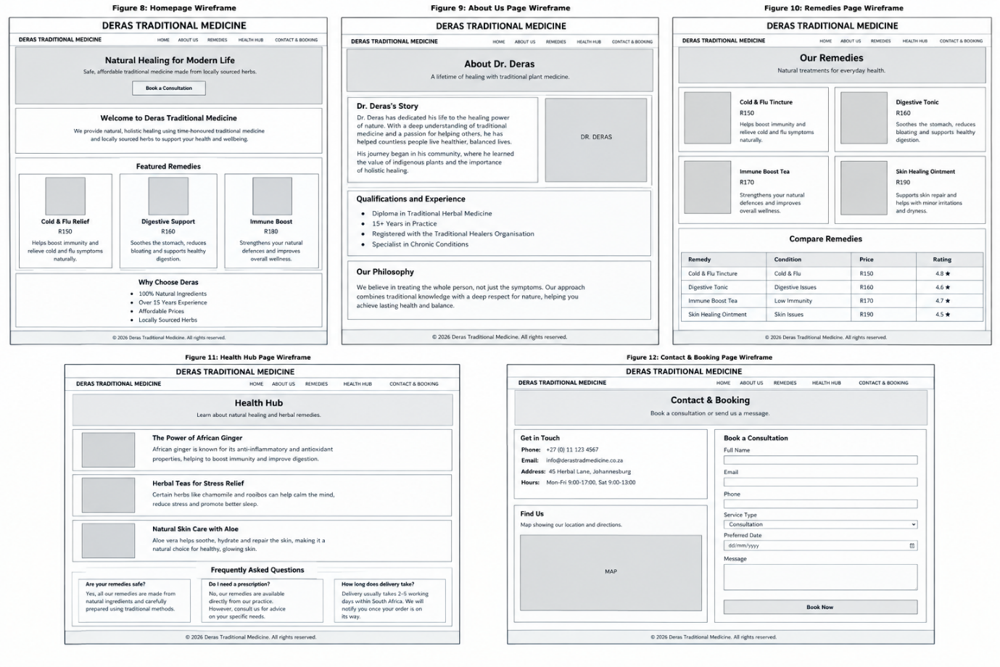 Figure 8: Homepage Wireframe
DERAS TRADITIONAL MEDICINE
DERAS TRADITIONAL MEDICINE HOME ABOUT US REMEDIES HEALTH HUB CONTACT & BOOKING
Natural Healing for Modern Life
Safe, affordable traditional medicine made from locally sourced herbs.
Book a Consultation
Welcome to Deras Traditional Medicine
We provide natural, holistic healing using time-honoured traditional medicine
and locally sourced herbs to support your health and wellbeing.
Featured Remedies
Cold & Flu Relief
R150
Helps boost immunity and
relieve cold and flu symptoms
naturally.
Digestive Support
R160
Soothes the stomach, reduces
bloating and supports healthy
digestion.
Immune Boost
R180
Strengthens your natural
defences and improves
overall wellness.
Why Choose Deras
• 100% Natural Ingredients
• Over 15 Years Experience
• Affordable Prices
• Locally Sourced Herbs
© 2026 Deras Traditional Medicine. All rights reserved.
Figure 9: About Us Page Wireframe
DERAS TRADITIONAL MEDICINE
DERAS TRADITIONAL MEDICINE HOME ABOUT US REMEDIES HEALTH HUB CONTACT & BOOKING
About Dr. Deras
A lifetime of healing with traditional plant medicine.
Dr. Deras's Story
Dr. Deras has dedicated his life to the healing power
of nature. With a deep understanding of traditional
medicine and a passion for helping others, he has
helped countless people live healthier, balanced lives.
His journey began in his community, where he learned
the value of indigenous plants and the importance
of holistic healing.
DR. DERAS
Qualifications and Experience
• Diploma in Traditional Herbal Medicine
• 15+ Years in Practice
• Registered with the Traditional Healers Organisation
• Specialist in Chronic Conditions
Our Philosophy
We believe in treating the whole person, not just the symptoms. Our approach
combines traditional knowledge with a deep respect for nature, helping you
achieve lasting health and balance.
© 2026 Deras Traditional Medicine. All rights reserved.
Figure 10: Remedies Page Wireframe
DERAS TRADITIONAL MEDICINE
DERAS TRADITIONAL MEDICINE HOME ABOUT US REMEDIES HEALTH HUB CONTACT & BOOKING
Our Remedies
Natural treatments for everyday health.
Cold & Flu Tincture
R150
Helps boost immunity and
relieve cold and flu symptoms
naturally.
Digestive Tonic
R160
Soothes the stomach, reduces
bloating and supports healthy
digestion.
Immune Boost Tea
R170
Strengthens your natural
defences and improves
overall wellness.
Skin Healing Ointment
R190
Supports skin repair and
helps with minor irritations
and dryness.
Compare Remedies
Remedy Condition Price Rating
Cold & Flu Tincture Cold & Flu R150 4.8 ★
Digestive Tonic Digestive Issues R160 4.6 ★
Immune Boost Tea Low Immunity R170 4.7 ★
Skin Healing Ointment Skin Issues R190 4.5 ★
© 2026 Deras Traditional Medicine. All rights reserved.
Figure 11: Health Hub Page Wireframe
DERAS TRADITIONAL MEDICINE
DERAS TRADITIONAL MEDICINE HOME ABOUT US REMEDIES HEALTH HUB CONTACT & BOOKING
Health Hub
Learn about natural healing and herbal remedies.
The Power of African Ginger
African ginger is known for its anti-inflammatory and antioxidant
properties, helping to boost immunity and improve digestion.
Herbal Teas for Stress Relief
Certain herbs like chamomile and rooibos can help calm the mind,
reduce stress and promote better sleep.
Natural Skin Care with Aloe
Aloe vera helps soothe, hydrate and repair the skin, making it a
natural choice for healthy, glowing skin.
Frequently Asked Questions
Are your remedies safe?
Yes, all our remedies are made from
natural ingredients and carefully
prepared using traditional methods.
Do I need a prescription?
No, our remedies are available
directly from our practice.
However, consult us for advice
on your specific needs.
How long does delivery take?
Delivery usually takes 2-5 working
days within South Africa. We will
notify you once your order is on
its way.
© 2026 Deras Traditional Medicine. All rights reserved.
Figure 12: Contact & Booking Page Wireframe
DERAS TRADITIONAL MEDICINE
DERAS TRADITIONAL MEDICINE HOME ABOUT US REMEDIES HEALTH HUB CONTACT & BOOKING
Contact & Booking
Book a consultation or send us a message.
Get in Touch
Phone: +27 (0) 11 123 4567
Email: info@derastradmedicine.co.za
Address: 45 Herbal Lane, Johannesburg
Hours: Mon-Fri 9:00-17:00, Sat 9:00-13:00
Find Us
Map showing our location and directions.
MAP
Book a Consultation
Full Name
Email
Phone
Service Type
Consultation
Preferred Date
dd/mm/yyyy
Message
Book Now
© 2026 Deras Traditional Medicine. All rights reserved.